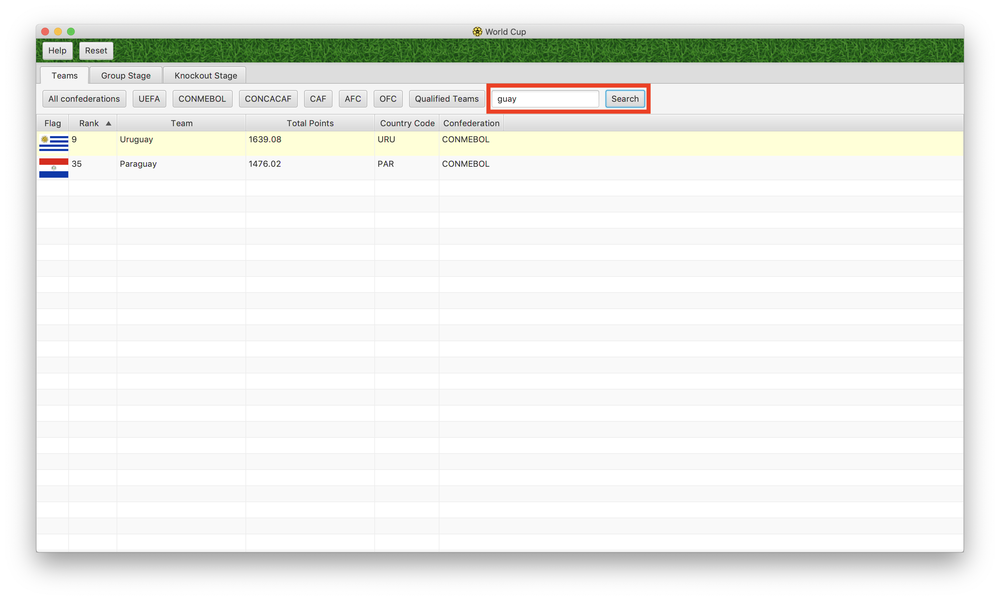 World Cup
Help Reset
Teams Group Stage Knockout Stage
All confederations UEFA CONMEBOL CONCACAF CAF AFC OFC Qualified Teams guay Search
Flag Rank Team Total Points Country Code Confederation
9 Uruguay 1639.08 URU CONMEBOL
35 Paraguay 1476.02 PAR CONMEBOL